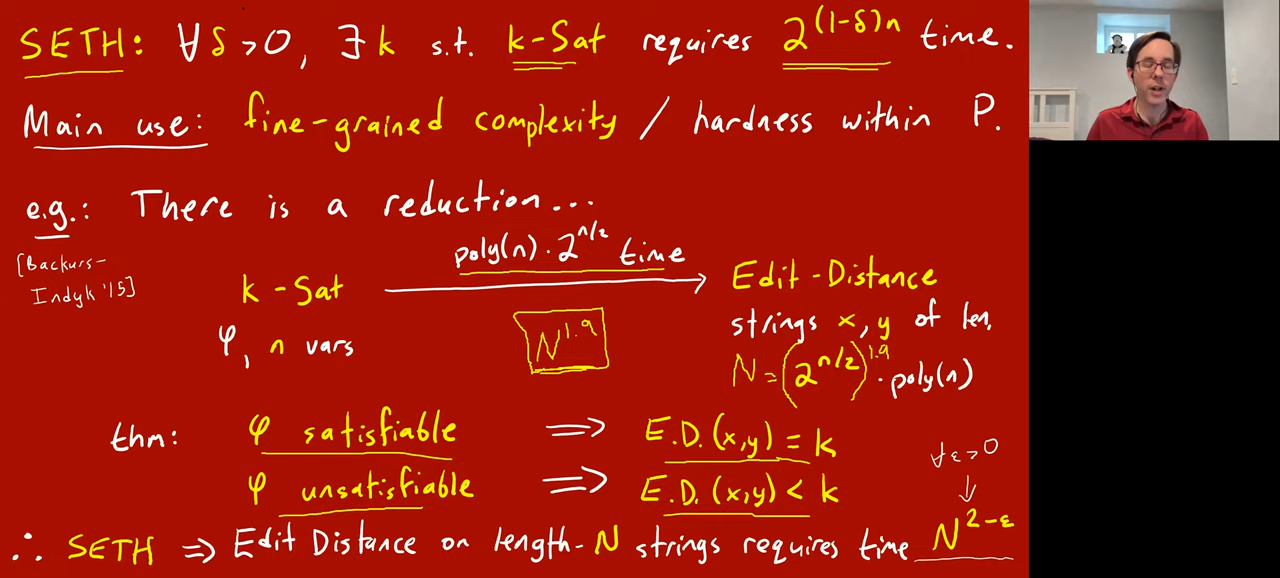 SETH: ∀ δ > 0, ∃ k s.t. k-Sat requires 2^(1-δ)n time.
Main use: fine-grained complexity / hardness within P.
e.g.: There is a reduction...
[Backurs-
Indyk '15]
poly(n) · 2^n/2 time
k-Sat
φ, n vars
N^1.9
Edit-Distance
strings x, y of len.
N = (2^n/2)^1.9 · poly(n)
thm: φ satisfiable ⇒ E.D.(x,y) = k
φ unsatisfiable ⇒ E.D.(x,y) < k
∀ε>0
↓
∴ SETH ⇒ Edit Distance on length-N strings requires time N^2-ε